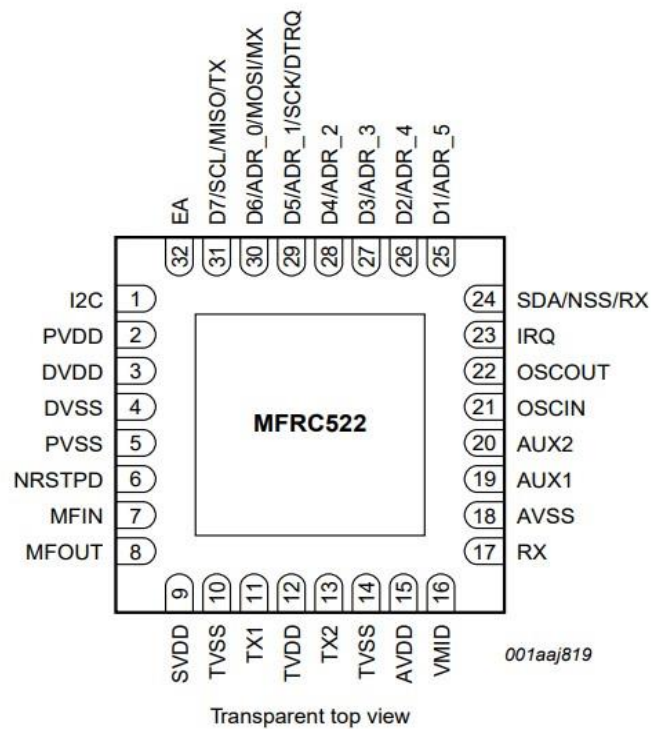 EA
D7/SCL/MISO/TX
D6/ADR_0/MOSI/MX
D5/ADR_1/SCK/DTRQ
D4/ADR_2
D3/ADR_3
D2/ADR_4
D1/ADR_5
32 31 30 29 28 27 26 25
I2C 1 24 SDA/NSS/RX
PVDD 2 23 IRQ
DVDD 3 22 OSCOUT
DVSS 4 21 OSCIN
MFRC522
PVSS 5 20 AUX2
NRSTPD 6 19 AUX1
MFIN 7 18 AVSS
MFOUT 8 17 RX
9 10 11 12 13 14 15 16
SVDD
TVSS
TX1
TVDD
TX2
TVSS
AVDD
VMID
001aaj819
Transparent top view